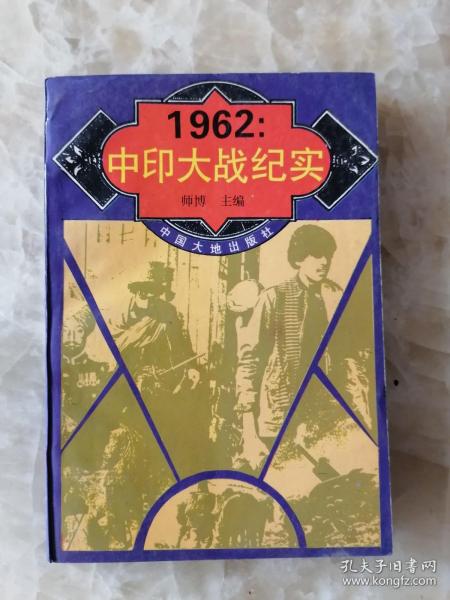 1962:
中印大战纪实
师博 主编
中国大地出版社
孔夫子旧书网
www.kongfz.com